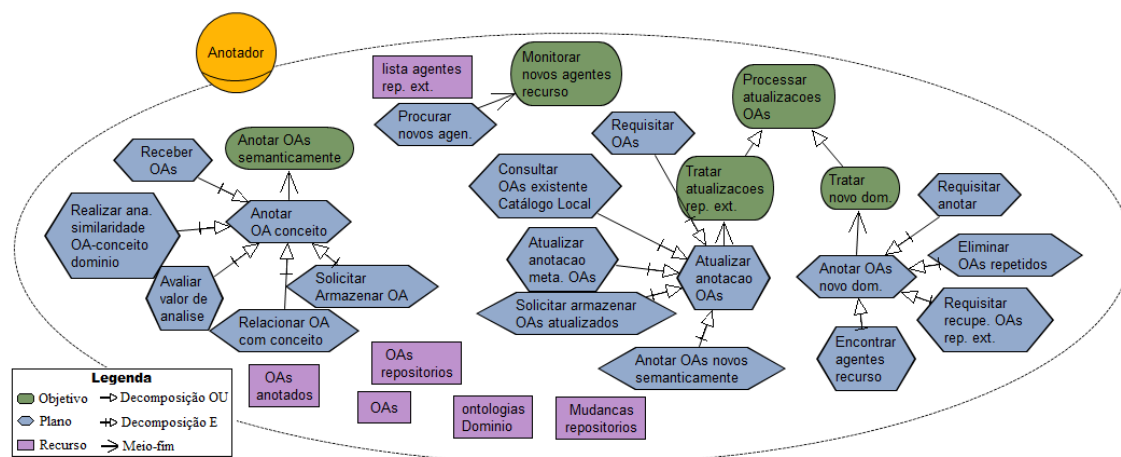 Anotador
lista agentes
rep. ext.
Monitorar
novos agentes
recurso
Procurar
novos agen.
Processar
atualizacoes
OAs
Requisitar
OAs
Anotar OAs
semanticamente
Receber
OAs
Consultar
OAs existente
Catálogo Local
Tratar
atualizacoes
rep. ext.
Tratar
novo dom.
Requisitar
anotar
Realizar ana.
similaridade
OA-conceito
dominio
Anotar
OA conceito
Atualizar
anotacao
meta. OAs
Atualizar
anotacao
OAs
Anotar OAs
novo dom.
Eliminar
OAs repetidos
Avaliar
valor de
analise
Solicitar
Armazenar OA
Solicitar armazenar
OAs atualizados
Requisitar
recupe. OAs
rep. ext.
Relacionar OA
com conceito
Anotar OAs novos
semanticamente
Encontrar
agentes
recurso
OAs
anotados
OAs
repositorios
OAs
ontologias
Dominio
Mudancas
repositorios
Legenda
Objetivo
Decomposição OU
Plano
Decomposição E
Recurso
Meio-fim